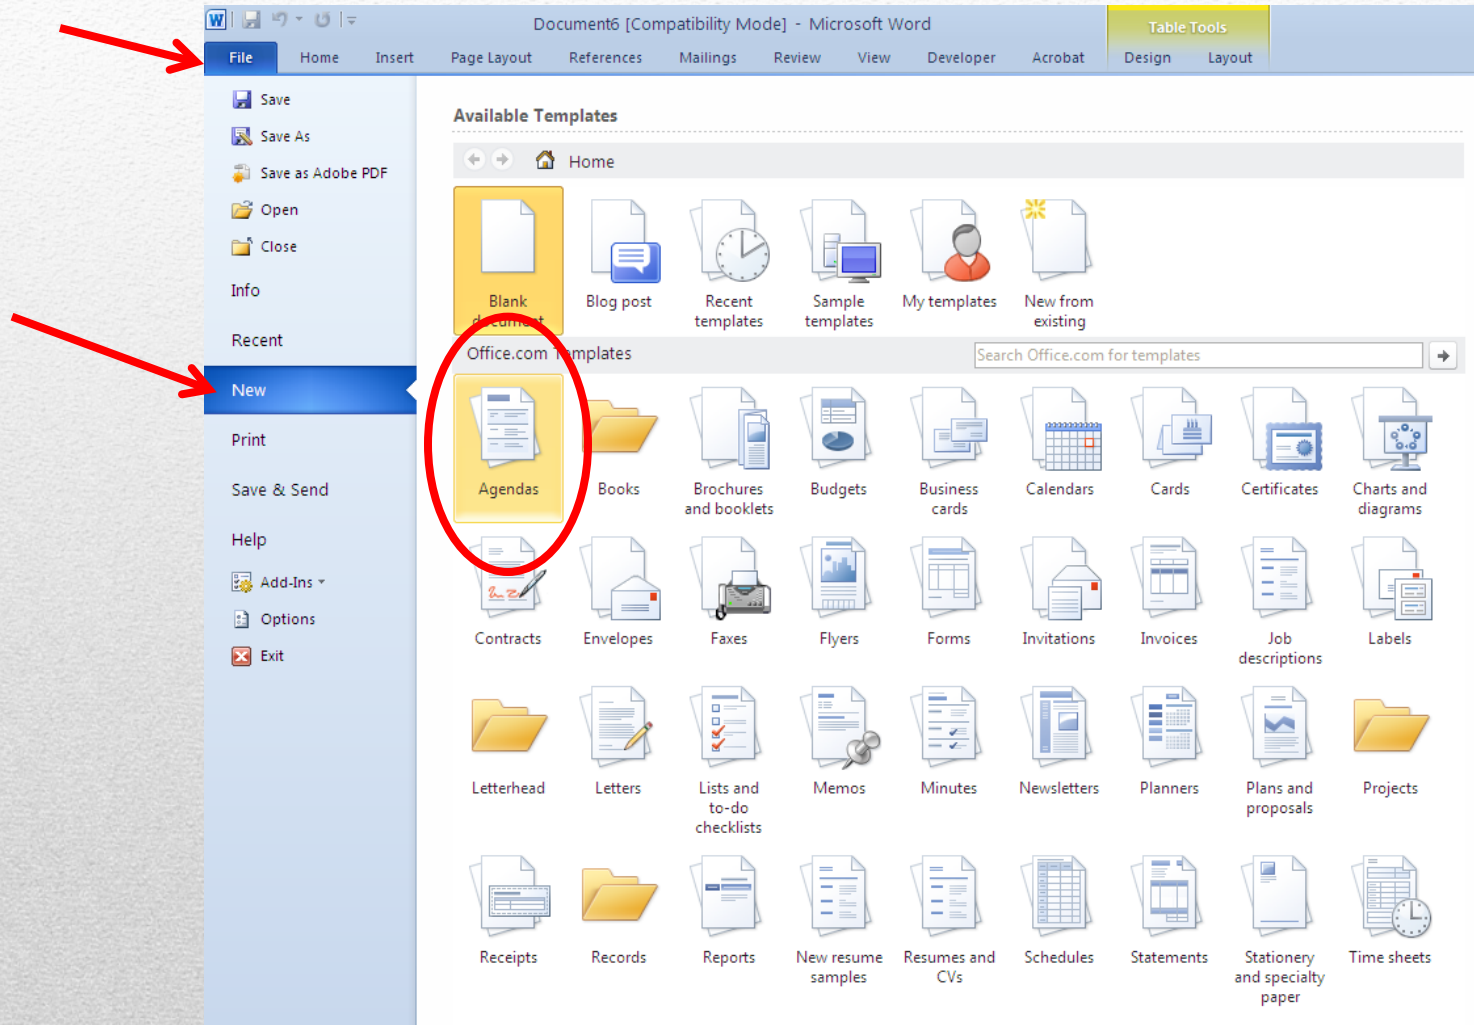 Document6 [Compatibility Mode] - Microsoft Word
Table Tools
File Home Insert Page Layout References Mailings Review View Developer Acrobat Design Layout
Save
Save As
Save as Adobe PDF
Open
Close
Info
Recent
New
Print
Save & Send
Help
Add-Ins
Options
Exit
Available Templates
Home
Blank document
Blog post
Recent templates
Sample templates
My templates
New from existing
Office.com Templates
Search Office.com for templates
Agendas
Books
Brochures and booklets
Budgets
Business cards
Calendars
Cards
Certificates
Charts and diagrams
Contracts
Envelopes
Faxes
Flyers
Forms
Invitations
Invoices
Job descriptions
Labels
Letterhead
Letters
Lists and to-do checklists
Memos
Minutes
Newsletters
Planners
Plans and proposals
Projects
Receipts
Records
Reports
New resume samples
Resumes and CVs
Schedules
Statements
Stationery and specialty paper
Time sheets